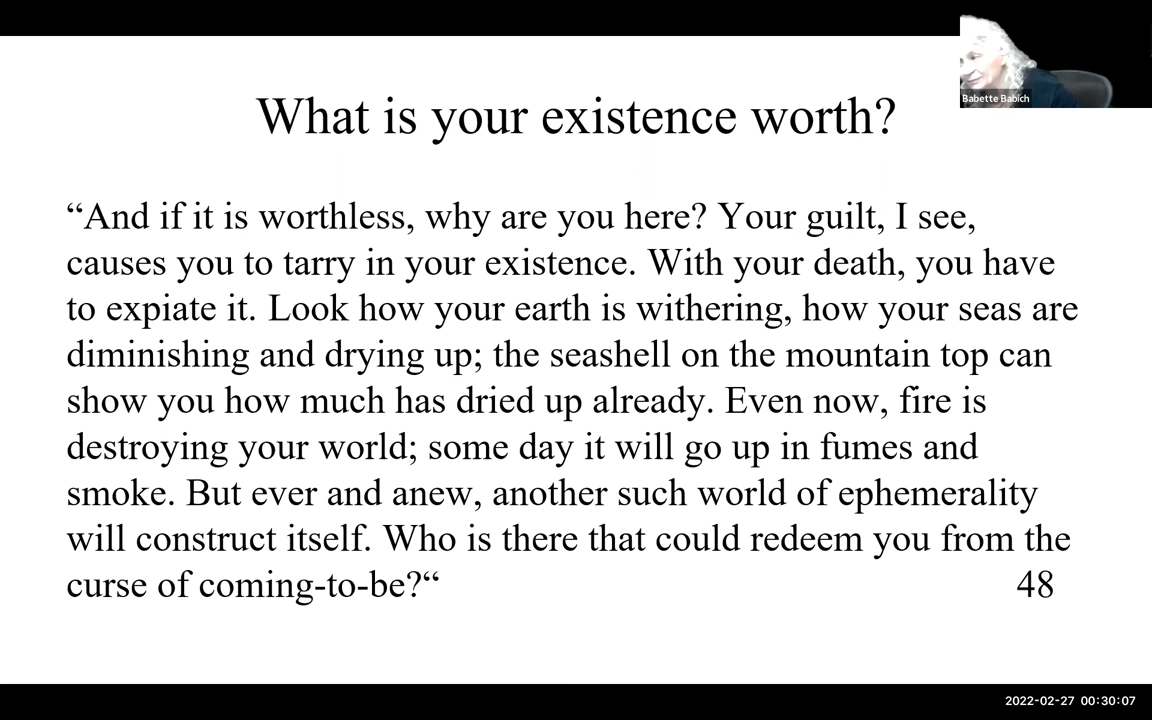 Babette Babich
What is your existence worth?
“And if it is worthless, why are you here? Your guilt, I see,
causes you to tarry in your existence. With your death, you have
to expiate it. Look how your earth is withering, how your seas are
diminishing and drying up; the seashell on the mountain top can
show you how much has dried up already. Even now, fire is
destroying your world; some day it will go up in fumes and
smoke. But ever and anew, another such world of ephemerality
will construct itself. Who is there that could redeem you from the
curse of coming-to-be?“ 48
2022-02-27 00:30:07